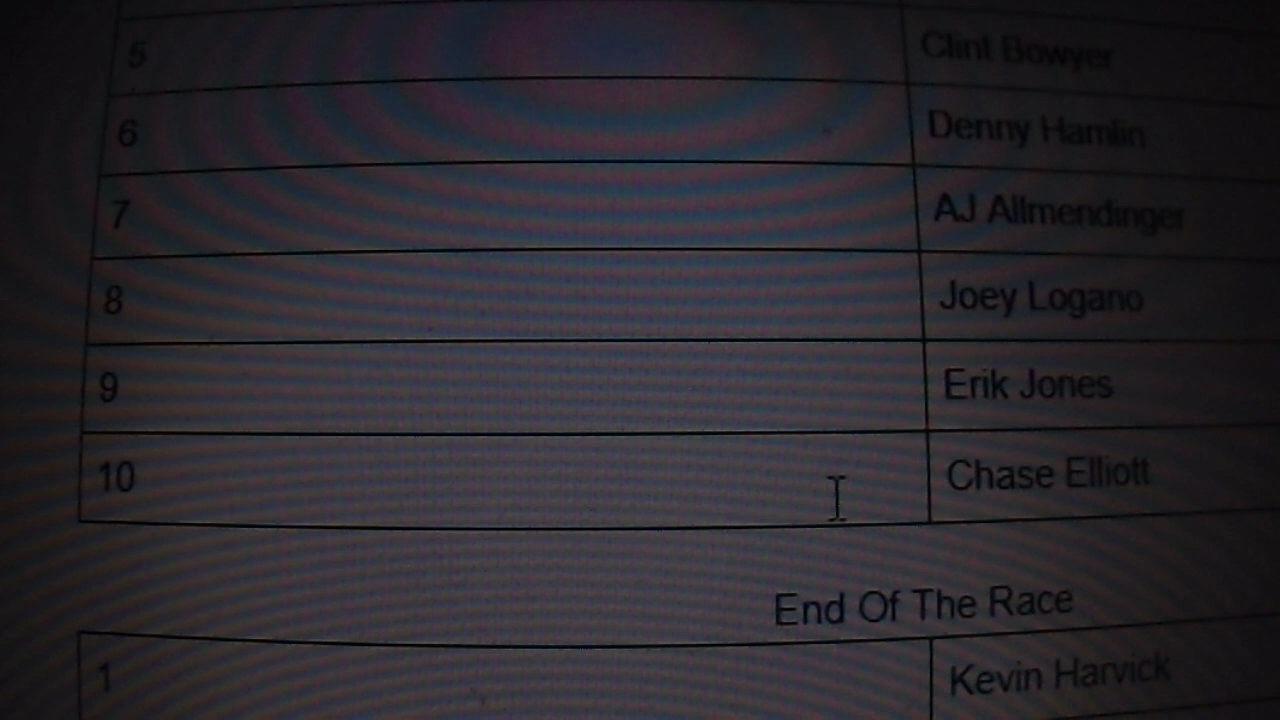 5 Clint Bowyer
6 Denny Hamlin
7 AJ Allmendinger
8 Joey Logano
9 Erik Jones
10 Chase Elliott
End Of The Race
1 Kevin Harvick